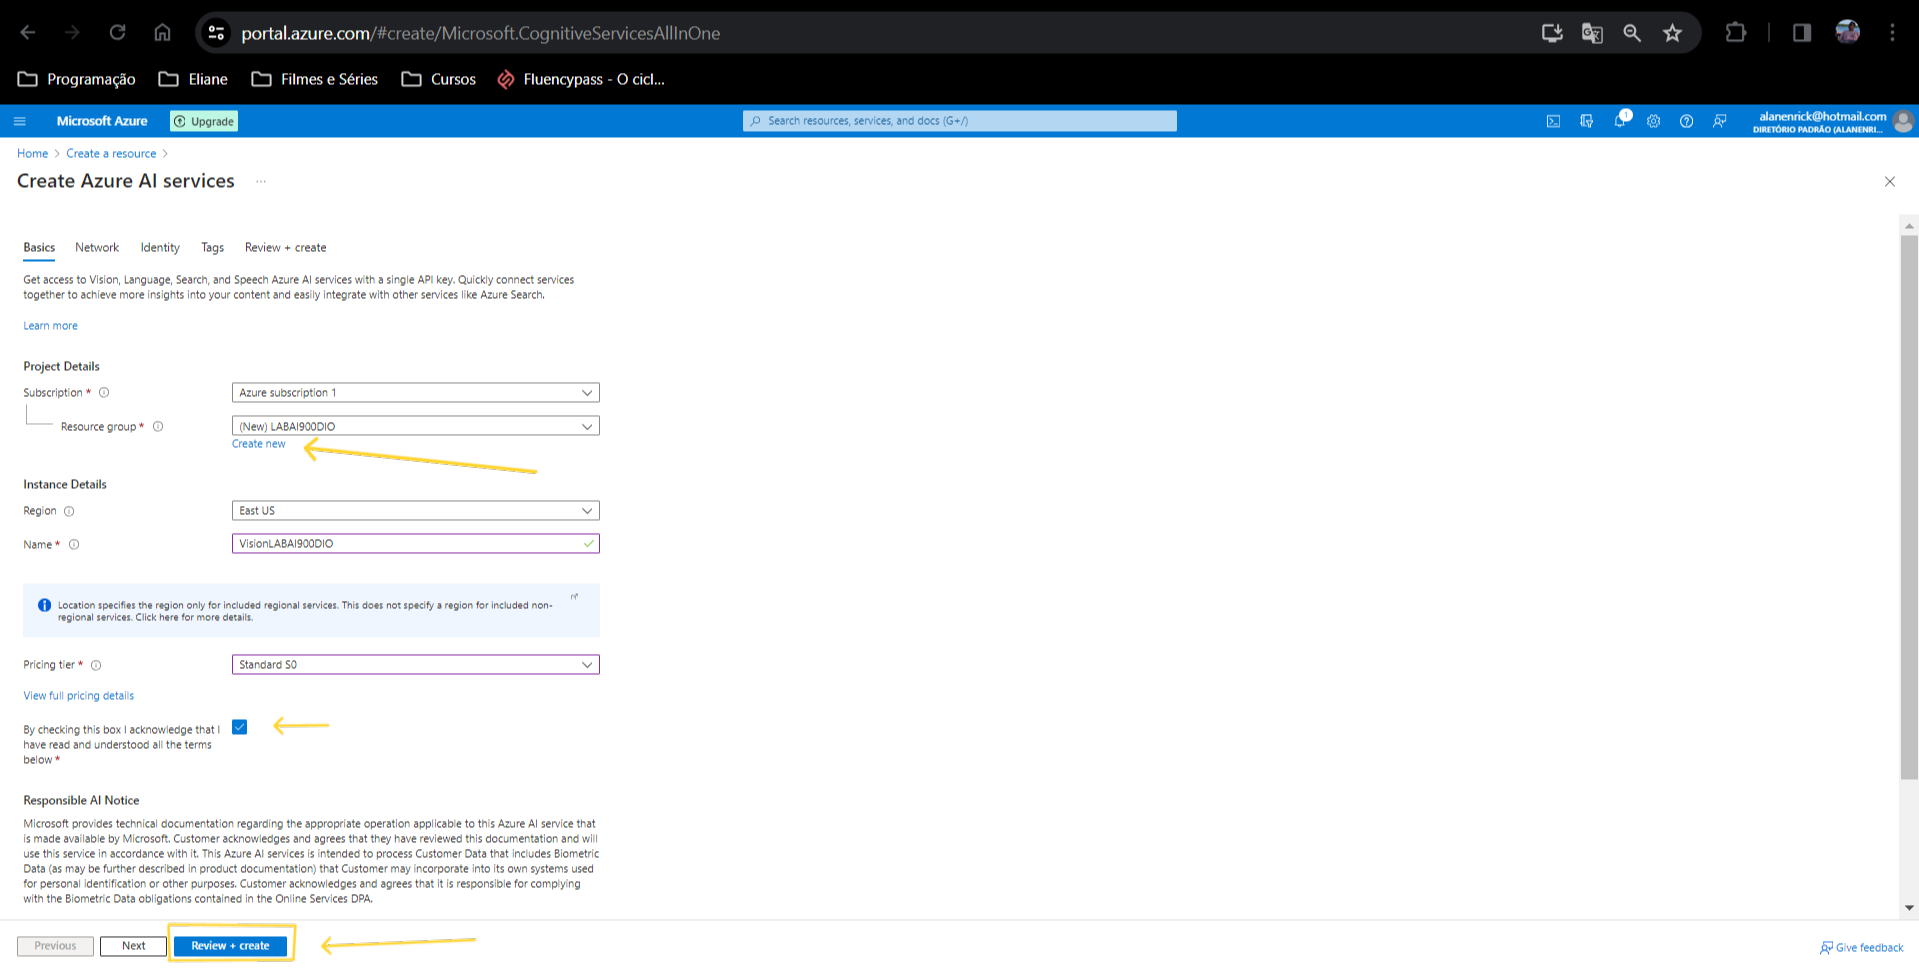 portal.azure.com/#create/Microsoft.CognitiveServicesAllInOne
Programação Eliane Filmes e Séries Cursos Fluencypass - O cicl...
Microsoft Azure Upgrade Search resources, services, and docs (G+/) 1 alanenrick@hotmail.com
DIRETÓRIO PADRÃO (ALANENRI...
Home > Create a resource >
Create Azure AI services ...
Basics Network Identity Tags Review + create
Get access to Vision, Language, Search, and Speech Azure AI services with a single API key. Quickly connect services
together to achieve more insights into your content and easily integrate with other services like Azure Search.
Learn more
Project Details
Subscription * Azure subscription 1
Resource group * (New) LABAI900DIO
Create new
Instance Details
Region East US
Name * VisionLABAI900DIO
Location specifies the region only for included regional services. This does not specify a region for included non-
regional services. Click here for more details.
Pricing tier * Standard S0
View full pricing details
By checking this box I acknowledge that I
have read and understood all the terms
below *
Responsible AI Notice
Microsoft provides technical documentation regarding the appropriate operation applicable to this Azure AI service that
is made available by Microsoft. Customer acknowledges and agrees that they have reviewed this documentation and will
use this service in accordance with it. This Azure AI services is intended to process Customer Data that includes Biometric
Data (as may be further described in product documentation) that Customer may incorporate into its own systems used
for personal identification or other purposes. Customer acknowledges and agrees that it is responsible for complying
with the Biometric Data obligations contained in the Online Services DPA.
Previous Next Review + create Give feedback